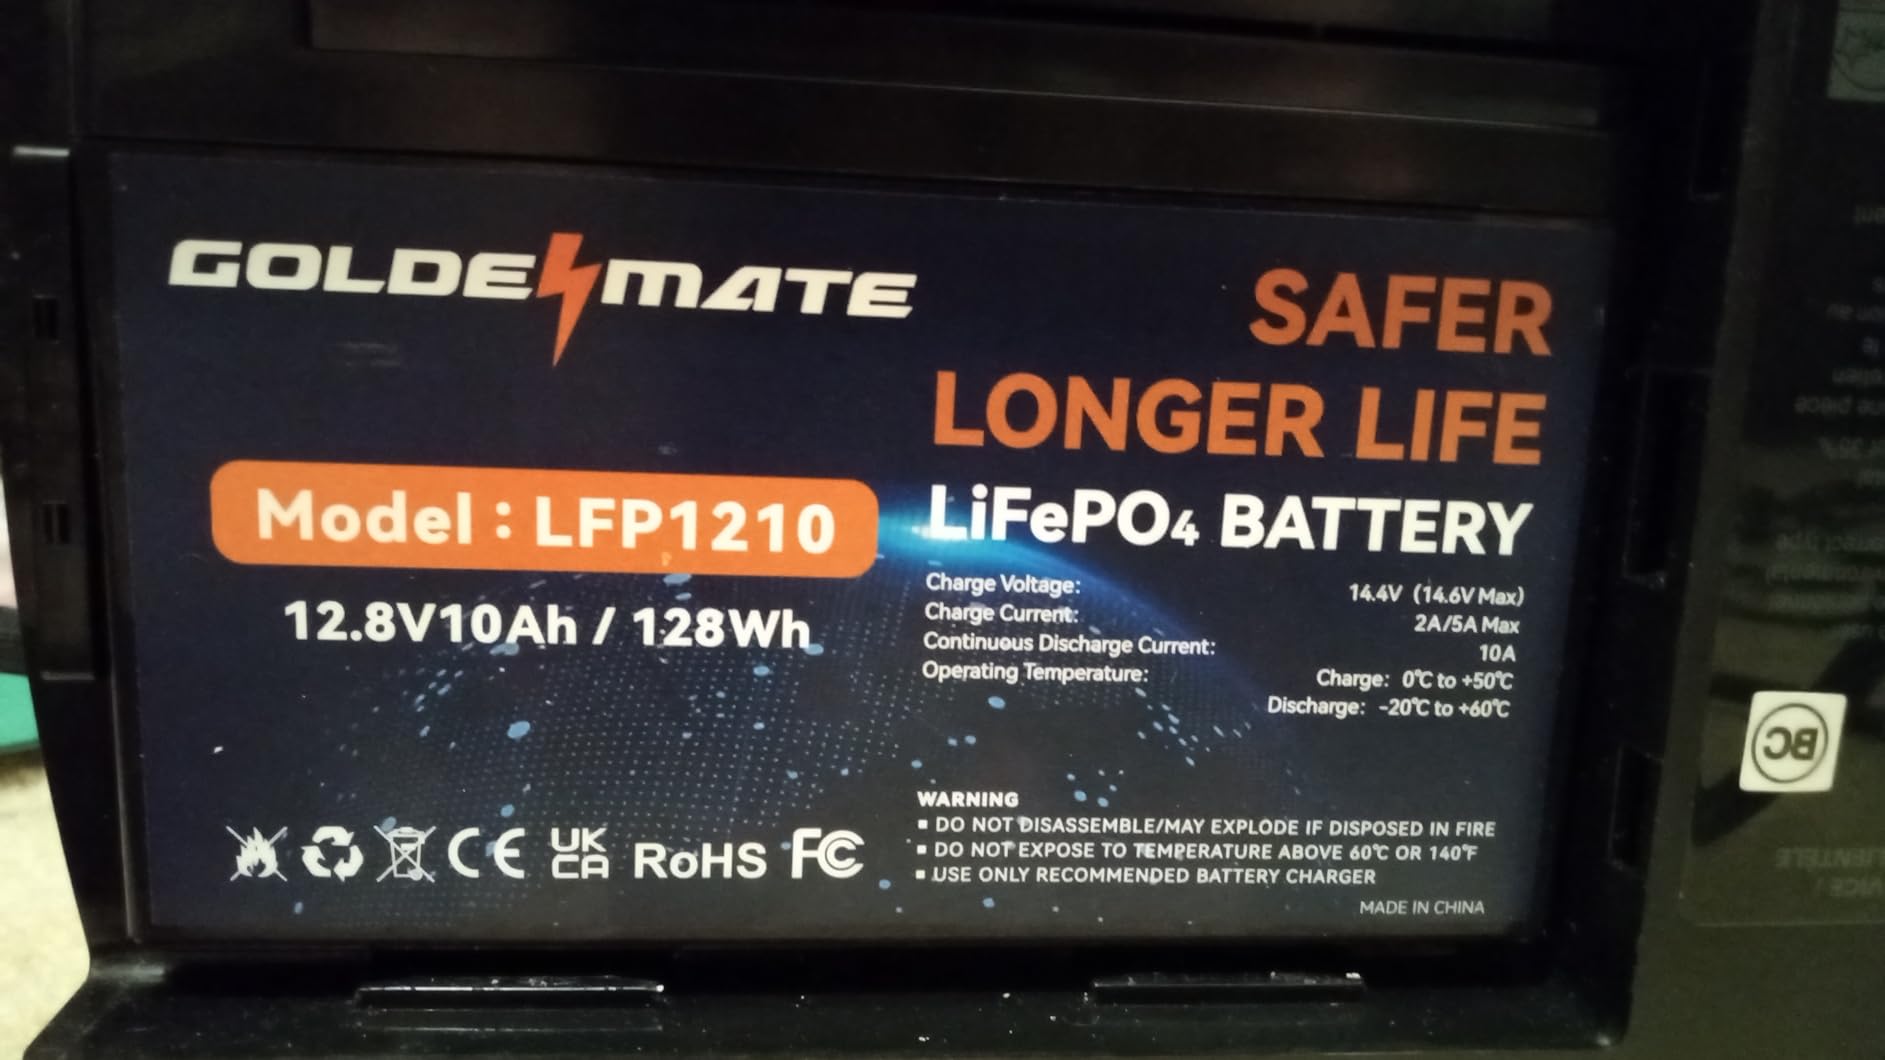 GOLDENMATE
SAFER
LONGER LIFE
Model : LFP1210
LiFePO4 BATTERY
12.8V10Ah / 128Wh
Charge Voltage: 14.4V (14.6V Max)
Charge Current: 2A/5A Max
Continuous Discharge Current: 10A
Operating Temperature: Charge: 0℃ to +50℃
Discharge: -20℃ to +60℃
WARNING
▪ DO NOT DISASSEMBLE/MAY EXPLODE IF DISPOSED IN FIRE
▪ DO NOT EXPOSE TO TEMPERATURE ABOVE 60℃ OR 140℉
▪ USE ONLY RECOMMENDED BATTERY CHARGER
CE UK CA RoHS FC
MADE IN CHINA
BC